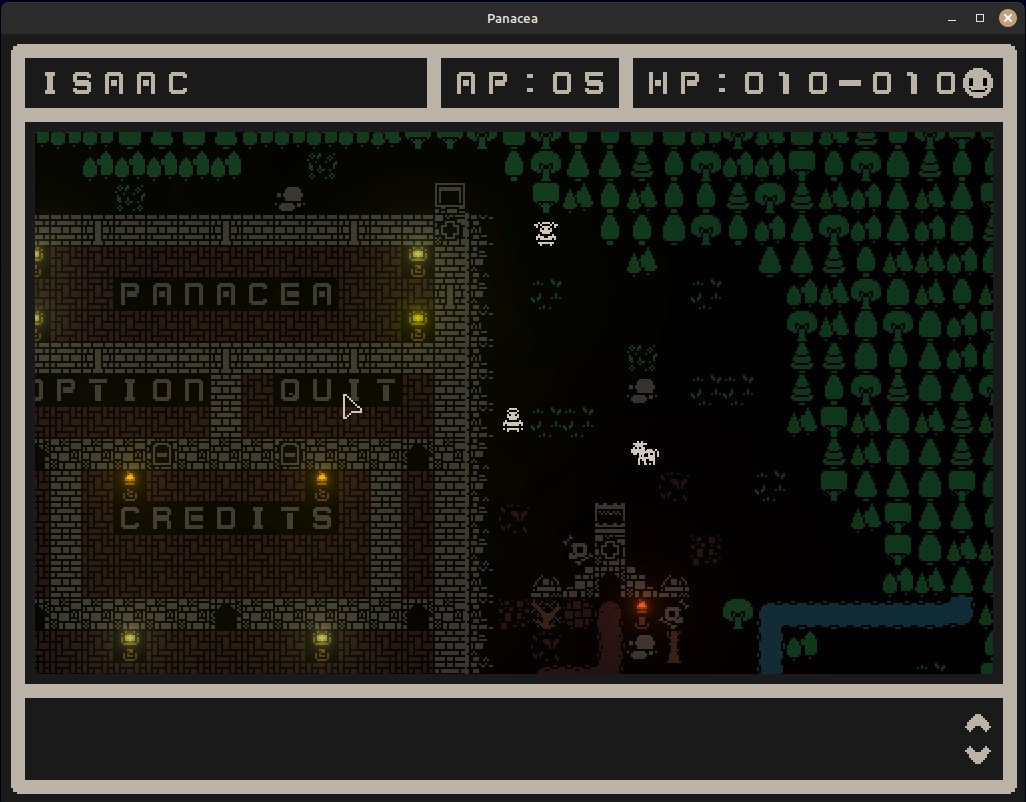 Panacea
ISAAC AP:05 HP:010-010
PANACEA
OPTION QUIT
CREDITS